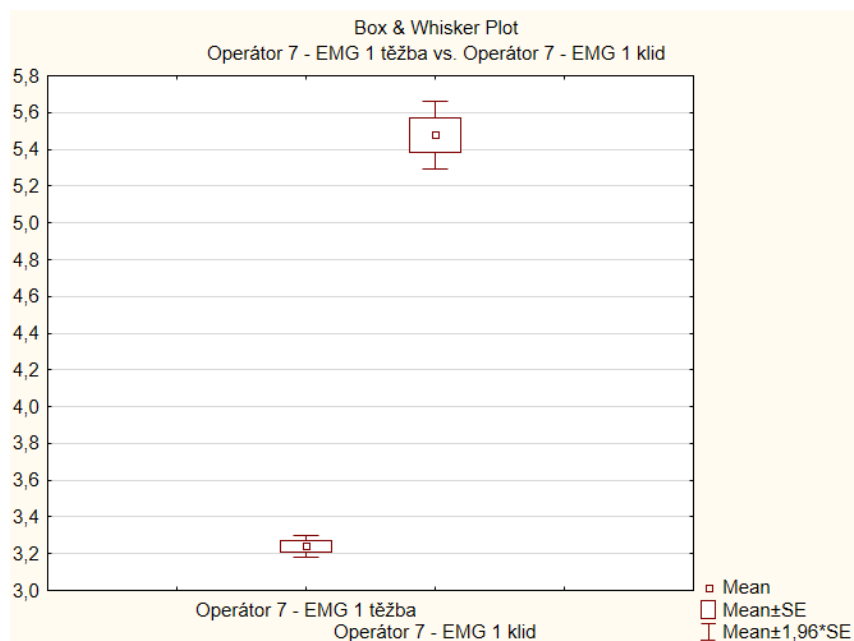 Box & Whisker Plot
Operátor 7 - EMG 1 těžba vs. Operátor 7 - EMG 1 klid
5,8
5,6
5,4
5,2
5,0
4,8
4,6
4,4
4,2
4,0
3,8
3,6
3,4
3,2
3,0
Operátor 7 - EMG 1 těžba
Operátor 7 - EMG 1 klid
Mean
Mean±SE
Mean±1,96*SE